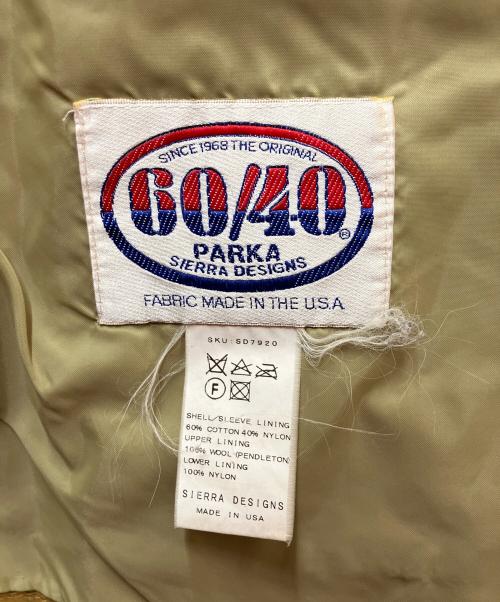 SINCE 1968 THE ORIGINAL
60/40
®
PARKA
SIERRA DESIGNS
FABRIC MADE IN THE U.S.A
SKU:SD7920
F
SHELL/SLEEVE LINING
60% COTTON 40% NYLON
UPPER LINING
100% WOOL (PENDLETON)
LOWER LINING
100% NYLON
SIERRA DESIGNS
MADE IN USA